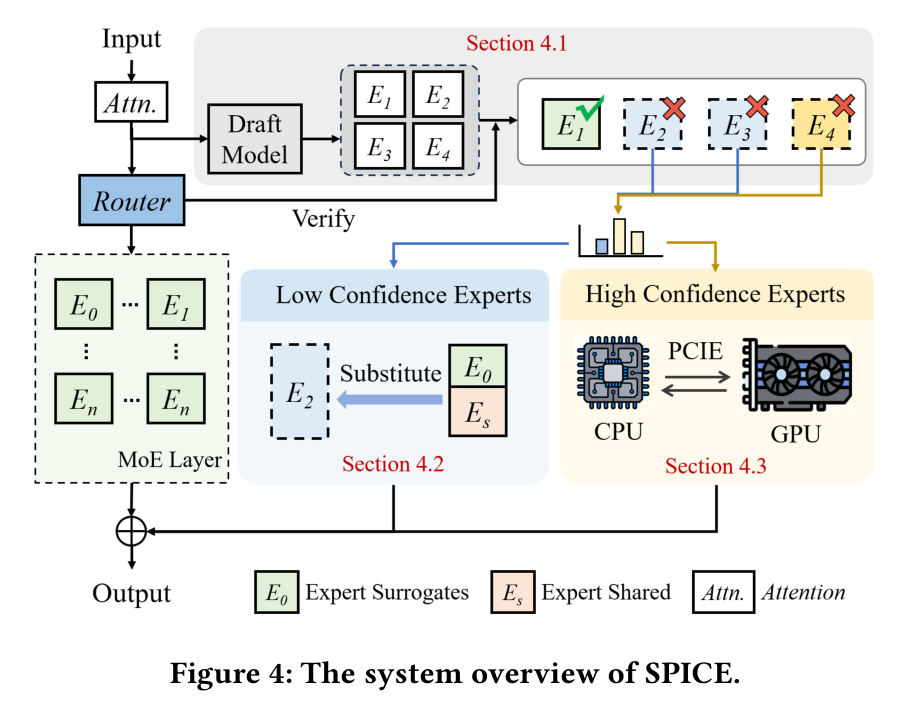 Input
Section 4.1
Attn.
Draft
Model
E1 E2
E3 E4
E1 E2 E3 E4
Router
Verify
E0 ... E1
En ... En
MoE Layer
Low Confidence Experts
E2
Substitute
E0
Es
Section 4.2
High Confidence Experts
PCIE
CPU
GPU
Section 4.3
Output
E0 Expert Surrogates
Es Expert Shared
Attn. Attention
Figure 4: The system overview of SPICE.